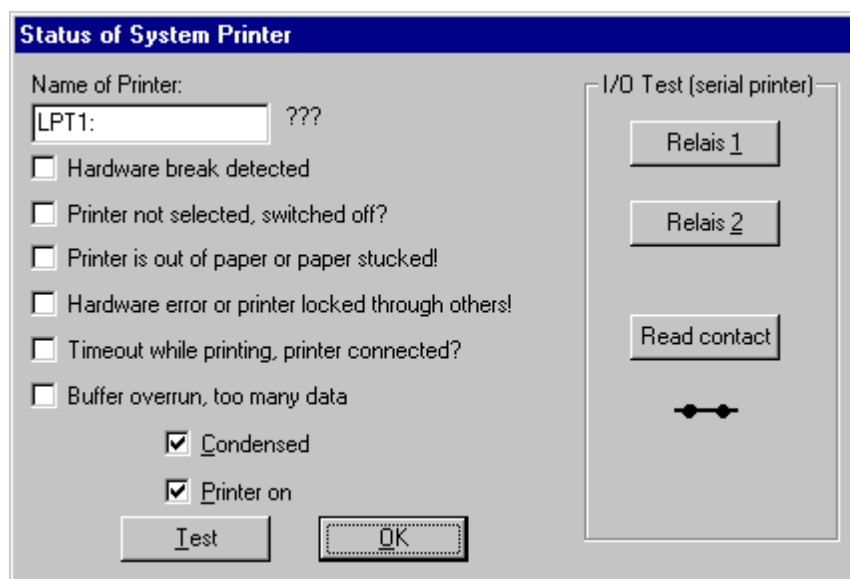 Status of System Printer
Name of Printer:
LPT1:
???
Hardware break detected
Printer not selected, switched off?
Printer is out of paper or paper stucked!
Hardware error or printer locked through others!
Timeout while printing, printer connected?
Buffer overrun, too many data
Condensed
Printer on
Test
OK
I/O Test (serial printer)
Relais 1
Relais 2
Read contact